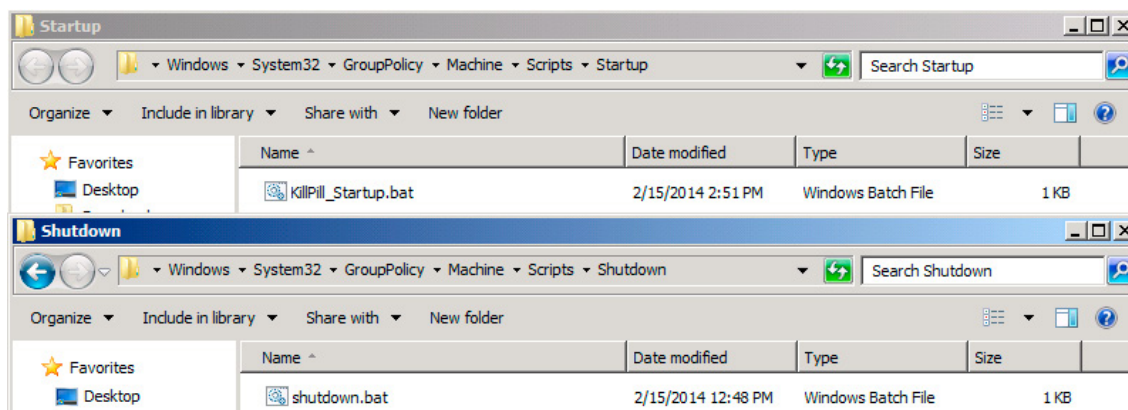 Startup
Windows System32 GroupPolicy Machine Scripts Startup Search Startup
Organize Include in library Share with New folder
Name Date modified Type Size
Favorites
Desktop KillPill_Startup.bat 2/15/2014 2:51 PM Windows Batch File 1 KB
Shutdown
Windows System32 GroupPolicy Machine Scripts Shutdown Search Shutdown
Organize Include in library Share with New folder
Name Date modified Type Size
Favorites
Desktop shutdown.bat 2/15/2014 12:48 PM Windows Batch File 1 KB